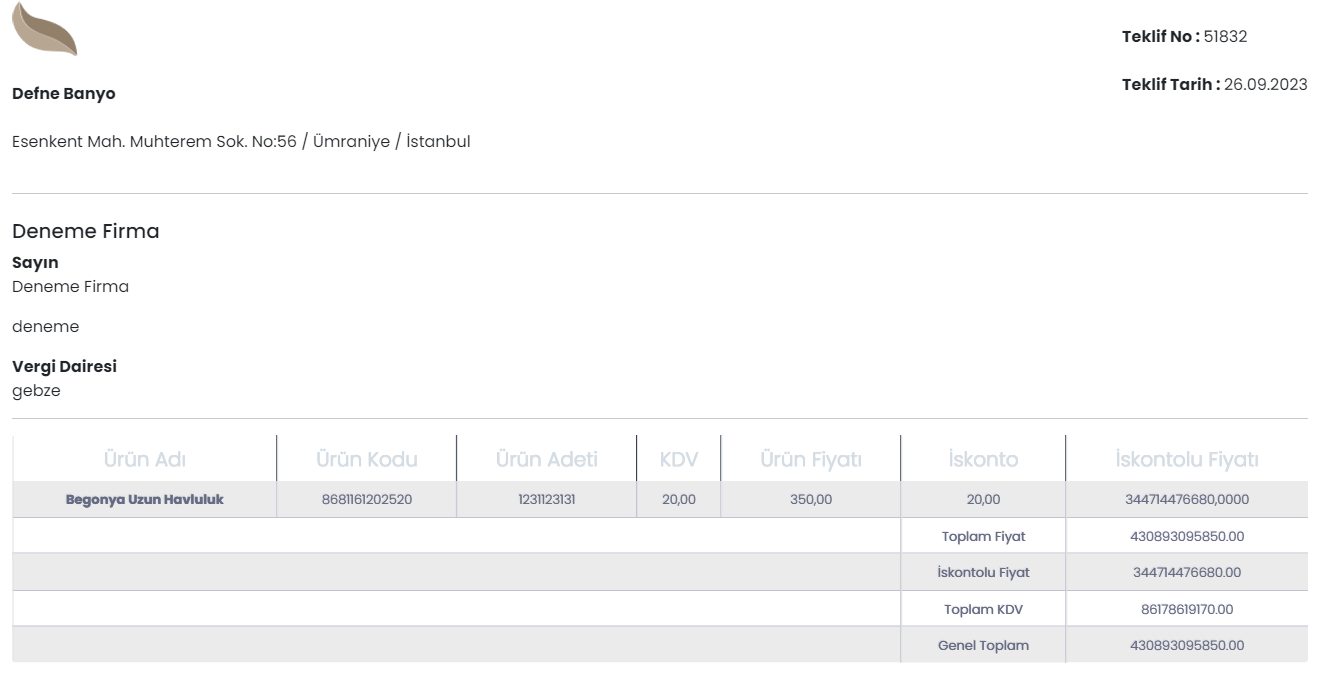 Teklif No : 51832
Teklif Tarih : 26.09.2023
Defne Banyo
Esenkent Mah. Muhterem Sok. No:56 / Ümraniye / İstanbul
Deneme Firma
Sayın
Deneme Firma
deneme
Vergi Dairesi
gebze
Ürün Adı Ürün Kodu Ürün Adeti KDV Ürün Fiyatı İskonto İskontolu Fiyatı
Begonya Uzun Havluluk 8681161202520 1231123131 20,00 350,00 20,00 344714476680,0000
Toplam Fiyat 430893095850.00
İskontolu Fiyat 344714476680.00
Toplam KDV 86178619170.00
Genel Toplam 430893095850.00